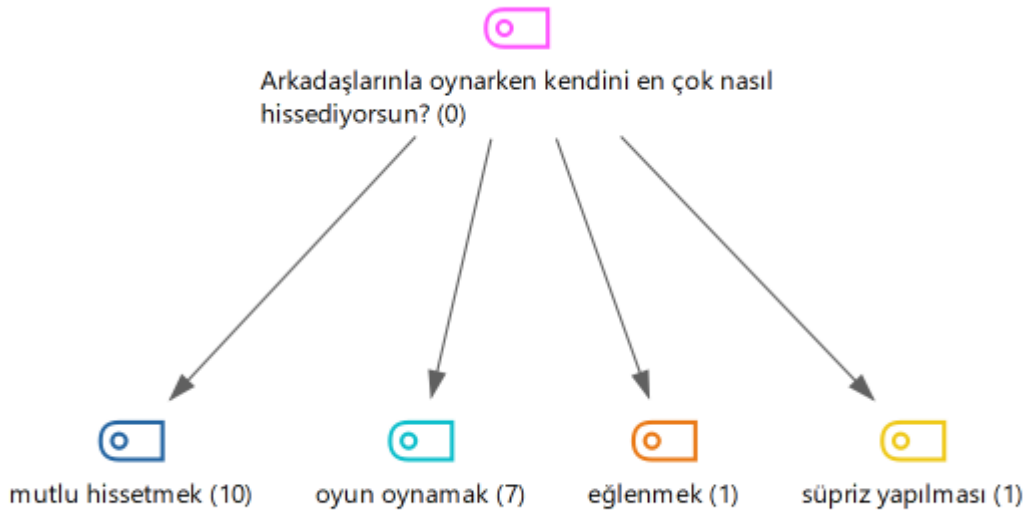 Arkadaşlarınla oynarken kendini en çok nasıl
hissediyorsun? (0)
mutlu hissetmek (10)
oyun oynamak (7)
eğlenmek (1)
süpriz yapılması (1)